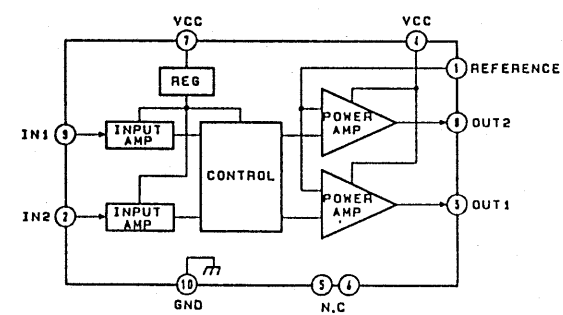 VCC VCC
7 4
REG 1 REFERENCE
IN1 9 INPUT AMP POWER AMP 8 OUT2
CONTROL
IN2 2 INPUT AMP POWER AMP 3 OUT1
10 5 6
GND N.C